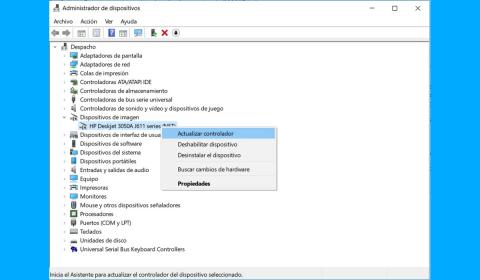 Administrador de dispositivos
Archivo Acción Ver Ayuda
Despacho
Adaptadores de pantalla
Adaptadores de red
Colas de impresión
Controladoras ATA/ATAPI IDE
Controladoras de almacenamiento
Controladoras de bus serie universal
Controladoras de sonido y vídeo y dispositivos de juego
Dispositivos de imagen
HP Deskjet 3050A J611 series (NET)
Dispositivos de interfaz de usua
Dispositivos de software
Dispositivos del sistema
Dispositivos portátiles
Entradas y salidas de audio
Equipo
Impresoras
Monitores
Mouse y otros dispositivos señaladores
Procesadores
Puertos (COM y LPT)
Teclados
Unidades de disco
Universal Serial Bus Keyboard Controllers
Actualizar controlador
Deshabilitar dispositivo
Desinstalar el dispositivo
Buscar cambios de hardware
Propiedades
Inicia el Asistente para actualizar el controlador del dispositivo seleccionado.